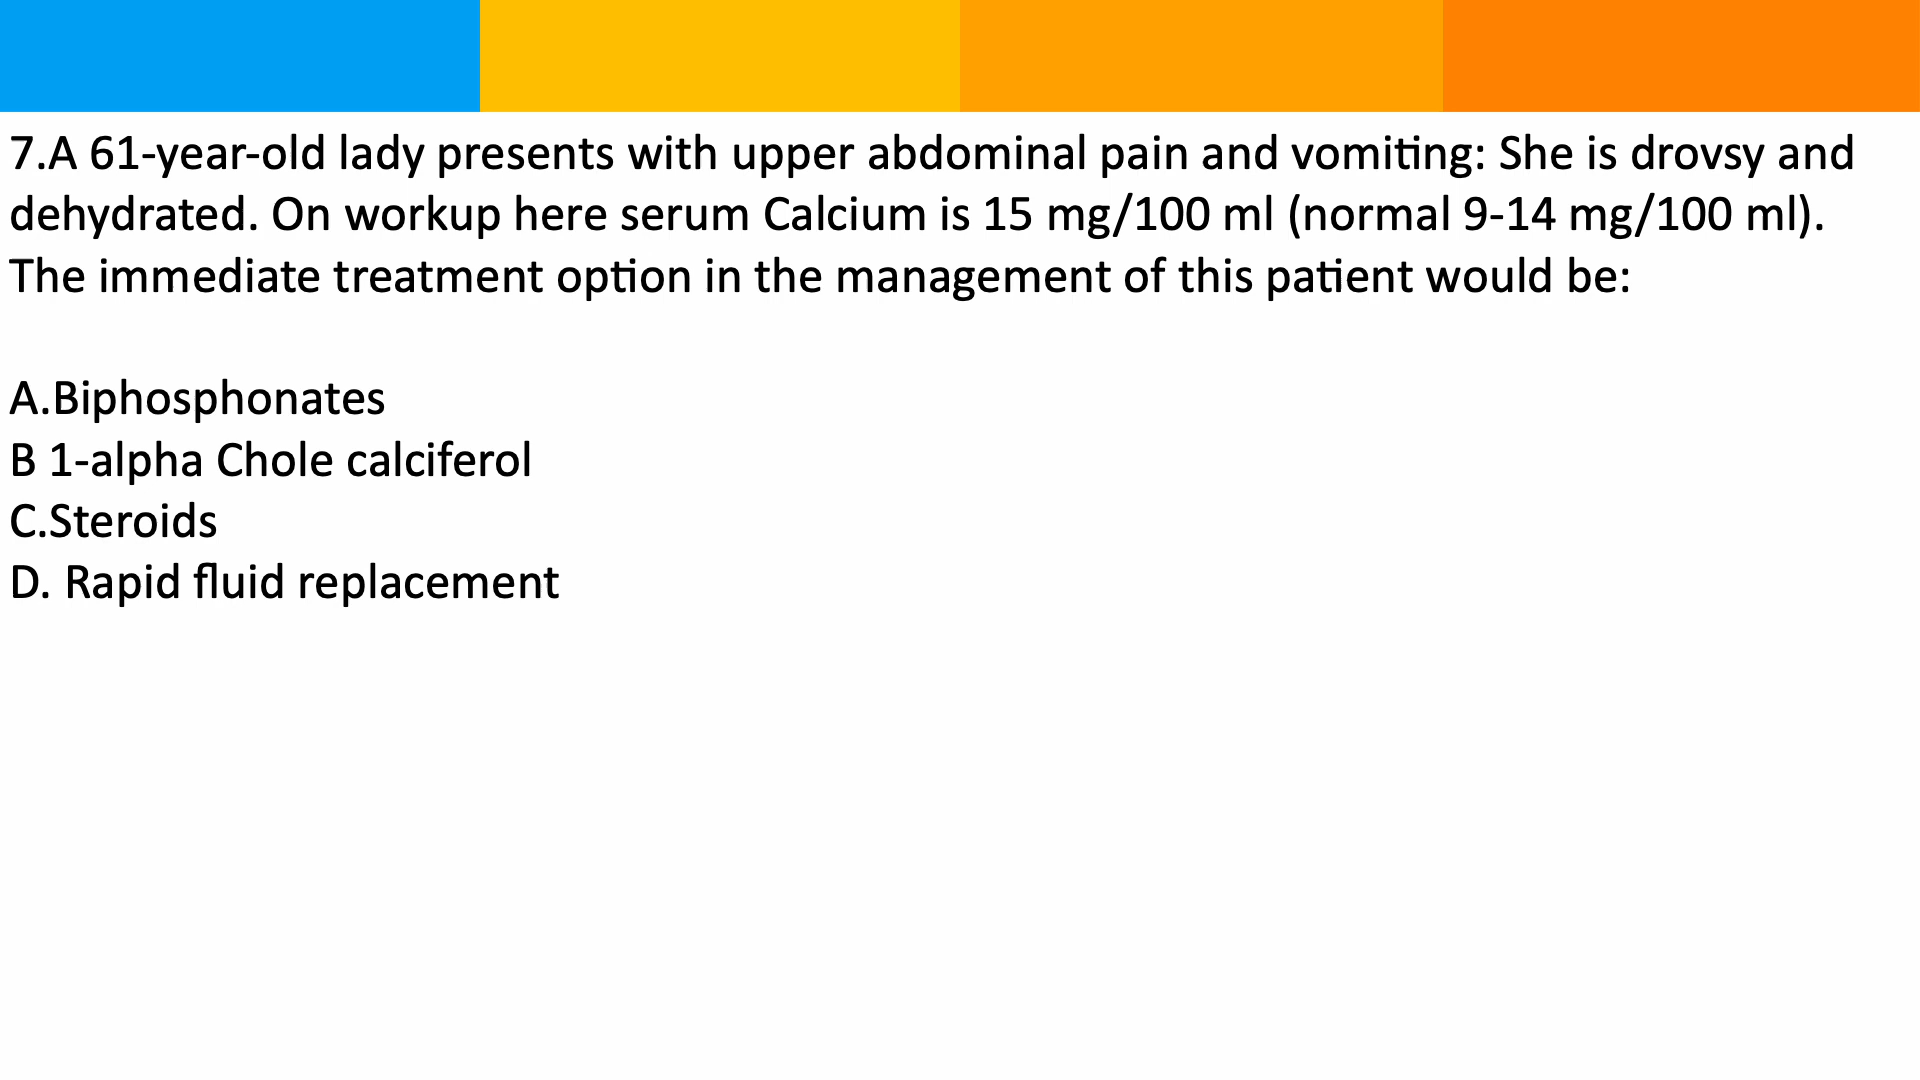 7.A 61-year-old lady presents with upper abdominal pain and vomiting: She is drovsy and
dehydrated. On workup here serum Calcium is 15 mg/100 ml (normal 9-14 mg/100 ml).
The immediate treatment option in the management of this patient would be:
A.Biphosphonates
B 1-alpha Chole calciferol
C.Steroids
D. Rapid fluid replacement